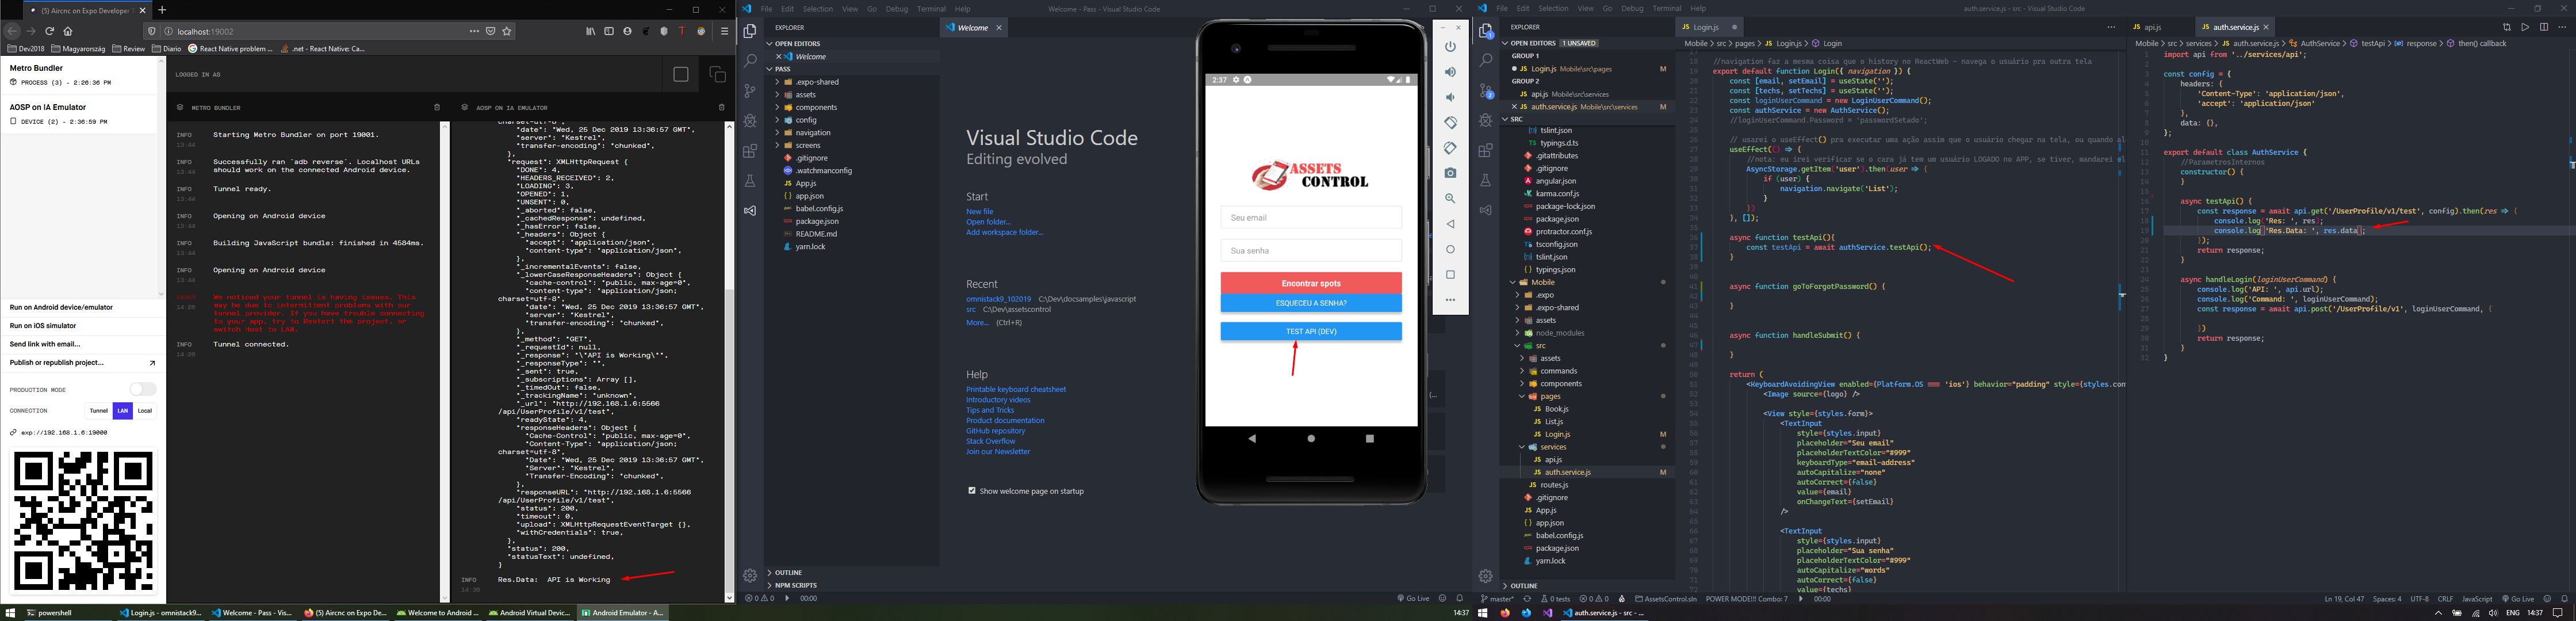 (5) Aircnc on Expo Developer T
localhost:19002
Dev2018
Magyarország
Review
Diario
React Native problem ...
.net - React Native: Ca...
Metro Bundler
PROCESS (3) - 2:26:36 PM
AOSP on IA Emulator
DEVICE (2) - 2:36:59 PM
Run on Android device/emulator
Run on iOS simulator
Send link with email...
Publish or republish project...
PRODUCTION MODE
CONNECTION
Tunnel
LAN
Local
exp://192.168.1.6:19000
LOGGED IN AS
METRO BUNDLER
INFO Starting Metro Bundler on port 19001.
13:44
INFO Successfully ran `adb reverse`. Localhost URLs
13:44 should work on the connected Android device.
INFO Tunnel ready.
13:44
INFO Opening on Android device
13:44
INFO Building JavaScript bundle: finished in 4584ms.
13:44
INFO Opening on Android device
13:44
We noticed your tunnel is having issues. This
14:26 may be due to intermittent problems with our
tunnel provider. If you have trouble connecting
to your app, try to Restart the project, or
switch Host to LAN.
INFO Tunnel connected.
14:26
AOSP ON IA EMULATOR
charset=utf-8",
"date": "Wed, 25 Dec 2019 13:36:57 GMT",
"server": "Kestrel",
"transfer-encoding": "chunked",
},
"request": XMLHttpRequest {
"DONE": 4,
"HEADERS_RECEIVED": 2,
"LOADING": 3,
"OPENED": 1,
"UNSENT": 0,
"_aborted": false,
"_cachedResponse": undefined,
"_hasError": false,
"_headers": Object {
"accept": "application/json",
"content-type": "application/json",
},
"_incrementalEvents": false,
"_lowerCaseResponseHeaders": Object {
"cache-control": "public, max-age=0",
"content-type": "application/json;
charset=utf-8",
"date": "Wed, 25 Dec 2019 13:36:57 GMT",
"server": "Kestrel",
"transfer-encoding": "chunked",
},
"_method": "GET",
"_requestId": null,
"_response": "\"API is Working\"",
"_responseType": "",
"_sent": true,
"_subscriptions": Array [],
"_timedOut": false,
"_trackingName": "unknown",
"_url": "http://192.168.1.6:5566
/api/UserProfile/v1/test",
"readyState": 4,
"responseHeaders": Object {
"Cache-Control": "public, max-age=0",
"Content-Type": "application/json;
charset=utf-8",
"Date": "Wed, 25 Dec 2019 13:36:57 GMT",
"Server": "Kestrel",
"Transfer-Encoding": "chunked",
},
"responseURL": "http://192.168.1.6:5566
/api/UserProfile/v1/test",
"status": 200,
"timeout": 0,
"upload": XMLHttpRequestEventTarget {},
"withCredentials": true,
},
"status": 200,
"statusText": undefined,
}
INFO Res.Data: API is Working
14:36
File Edit Selection View Go Debug Terminal Help
Welcome - Pass - Visual Studio Code
EXPLORER
OPEN EDITORS
Welcome
PASS
.expo-shared
assets
components
config
navigation
screens
.gitignore
.watchmanconfig
App.js
app.json
babel.config.js
package.json
README.md
yarn.lock
OUTLINE
NPM SCRIPTS
Welcome
Visual Studio Code
Editing evolved
Start
New file
Open folder...
Add workspace folder...
Recent
omnistack9_102019 C:\Dev\docsamples\javascript
src C:\Dev\assetscontrol
More... (Ctrl+R)
Help
Printable keyboard cheatsheet
Introductory videos
Tips and Tricks
Product documentation
GitHub repository
Stack Overflow
Join our Newsletter
Show welcome page on startup
2:37
ASSETS
CONTROL
Seu email
Sua senha
Encontrar spots
ESQUECEU A SENHA?
TEST API (DEV)
0 0 00:00
Go Live
File Edit Selection View Go Debug Terminal Help
auth.service.js - src - Visual Studio Code
EXPLORER
OPEN EDITORS 1 UNSAVED
GROUP 1
Login.js Mobile\src\pages M
GROUP 2
api.js Mobile\src\services
auth.service.js Mobile\src\services M
SRC
tslint.json
typings.d.ts
.gitattributes
.gitignore
angular.json
karma.conf.js
package-lock.json
package.json
protractor.conf.js
tsconfig.json
tslint.json
typings.json
Mobile
.expo
.expo-shared
assets
node_modules
src
assets
commands
components
pages
Book.js
List.js
Login.js M
services
api.js
auth.service.js M
routes.js
.gitignore
App.js
app.json
babel.config.js
package.json
yarn.lock
OUTLINE
Login.js
Mobile > src > pages > Login.js > Login
//navigation faz a mesma coisa que o history no ReactWeb - navega o usuário pra outra tela
export default function Login({ navigation }) {
const [email, setEmail] = useState('');
const [techs, setTechs] = useState('');
const loginUserCommand = new LoginUserCommand();
const authService = new AuthService();
//loginUserCommand.Password = 'passwordSetado';
// usarei o useEffect() pra executar uma ação assim que o usuário chegar na tela, ou quando al
useEffect(() => {
//nota: eu irei verificar se o cara já tem um usuário LOGADO no APP, se tiver, mandarei el
AsyncStorage.getItem('user').then(user => {
if (user) {
navigation.navigate('List');
}
})
}, []);
async function testApi(){
const testApi = await authService.testApi();
}
async function goToForgotPassword() {
}
async function handleSubmit() {
}
return (
<KeyboardAvoidingView enabled={Platform.OS === 'ios'} behavior="padding" style={styles.con
<Image source={logo} />
<View style={styles.form}>
<TextInput
style={styles.input}
placeholder="Seu email"
placeholderTextColor="#999"
keyboardType="email-address"
autoCapitalize="none"
autoCorrect={false}
value={email}
onChangeText={setEmail}
/>
<TextInput
style={styles.input}
placeholder="Sua senha"
placeholderTextColor="#999"
autoCapitalize="words"
autoCorrect={false}
value={techs}
api.js
auth.service.js
Mobile > src > services > auth.service.js > AuthService > testApi > response > then() callback
import api from '../services/api';
const config = {
headers: {
'Content-Type': 'application/json',
'accept': 'application/json'
},
data: {},
};
export default class AuthService {
//ParametrosInternos
constructor() {
}
async testApi() {
const response = await api.get('/UserProfile/v1/test', config).then(res => {
console.log('Res: ', res);
console.log('Res.Data: ', res.data);
});
return response;
}
async handleLogin(loginUserCommand) {
console.log('API: ', api.url);
console.log('Command: ', loginUserCommand);
const response = await api.post('/UserProfile/v1', loginUserCommand, {
})
return response;
}
}
master* 0 tests 0 0 AssetsControl.sln POWER MODE!!! Combo: 7 00:00
Ln 19, Col 47 Spaces: 4 UTF-8 CRLF JavaScript Go Live
powershell
Login.js - omnistack9...
Welcome - Pass - Vis...
(5) Aircnc on Expo De...
Welcome to Android ...
Android Virtual Devic...
Android Emulator - A...
14:37
auth.service.js - src - ...
ENG 14:37